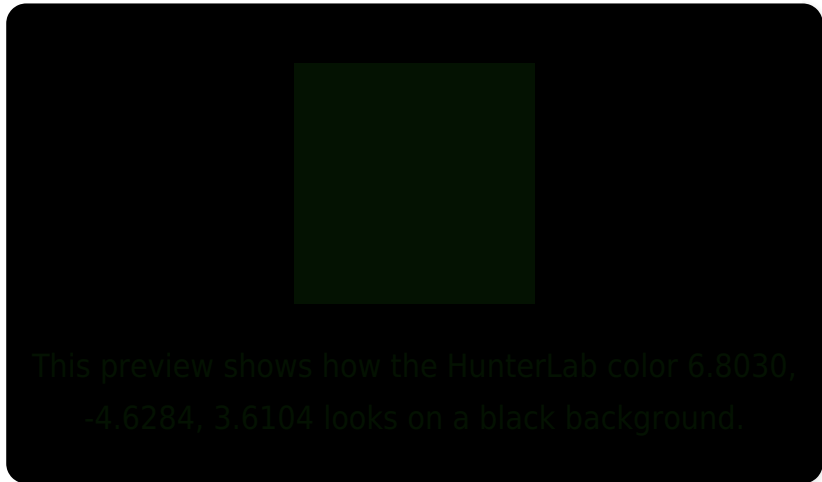 This preview shows how the HunterLab color 6.8030,
-4.6284, 3.6104 looks on a black background.